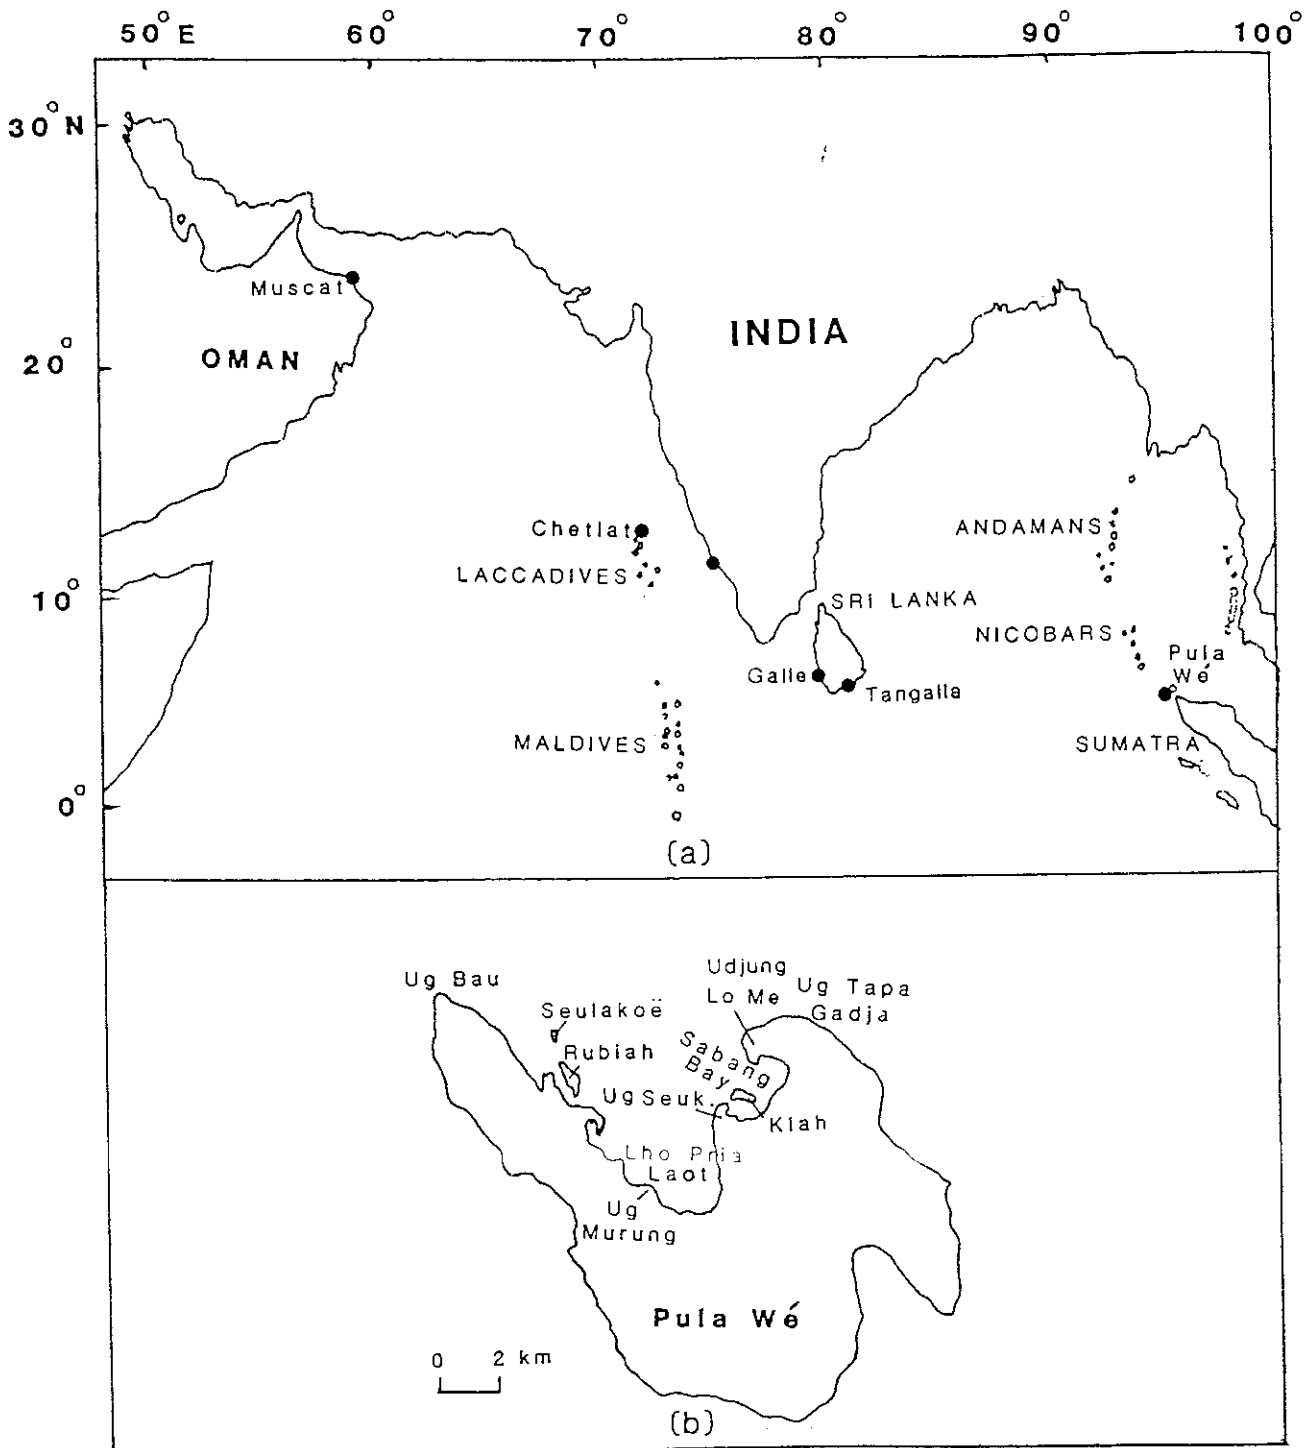 50° E 60° 70° 80° 90° 100°
30° N
Muscat
INDIA
OMAN
20°
Chetlat
ANDAMANS
LACCADIVES
10°
SRI LANKA
NICOBARS
Pula
Wé
Galle
Tangalla
MALDIVES
SUMATRA
0°
(a)
Ug Bau
Udjung
Lo Me
Ug Tapa
Gadja
Seulakoë
Rubiah
Sabang
Bay
Ug Seuk.
Klah
Lho Pria
Laot
Ug
Murung
Pula Wé
0 2 km
(b)